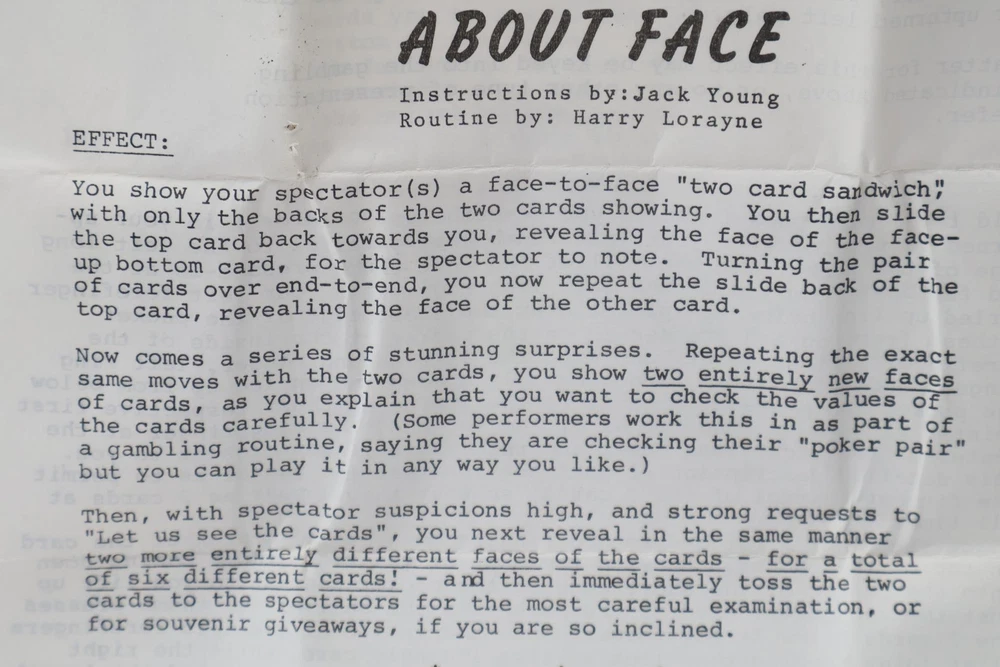 ABOUT FACE
Instructions by:Jack Young
Routine by: Harry Lorayne
EFFECT:
You show your spectator(s) a face-to-face "two card sandwich",
with only the backs of the two cards showing. You then slide
the top card back towards you, revealing the face of the face-
up bottom card, for the spectator to note. Turning the pair
of cards over end-to-end, you now repeat the slide back of the
top card, revealing the face of the other card.
Now comes a series of stunning surprises. Repeating the exact
same moves with the two cards, you show two entirely new faces
of cards, as you explain that you want to check the values of
the cards carefully. (Some performers work this in as part of
a gambling routine, saying they are checking their "poker pair"
but you can play it in any way you like.)
Then, with spectator suspicions high, and strong requests to
"Let us see the cards", you next reveal in the same manner
two more entirely different faces of the cards - for a total
of six different cards! - and then immediately toss the two
cards to the spectators for the most careful examination, or
for souvenir giveaways, if you are so inclined.